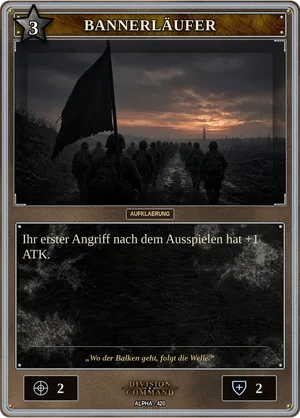 3
BANNERLÄUFER
AUFKLAERUNG
Ihr erster Angriff nach dem Ausspielen hat +1
ATK.
„Wo der Balken geht, folgt die Welle.“
2
DIVISION
COMMAND
ALPHA · 420
2